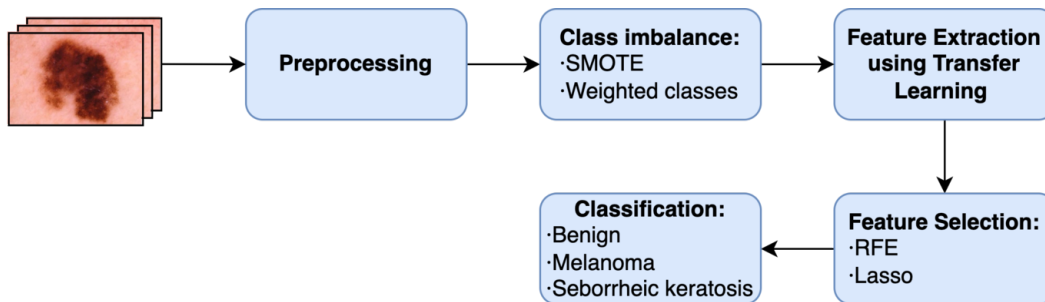 Preprocessing
Class imbalance:
·SMOTE
·Weighted classes
Feature Extraction
using Transfer
Learning
Feature Selection:
·RFE
·Lasso
Classification:
·Benign
·Melanoma
·Seborrheic keratosis